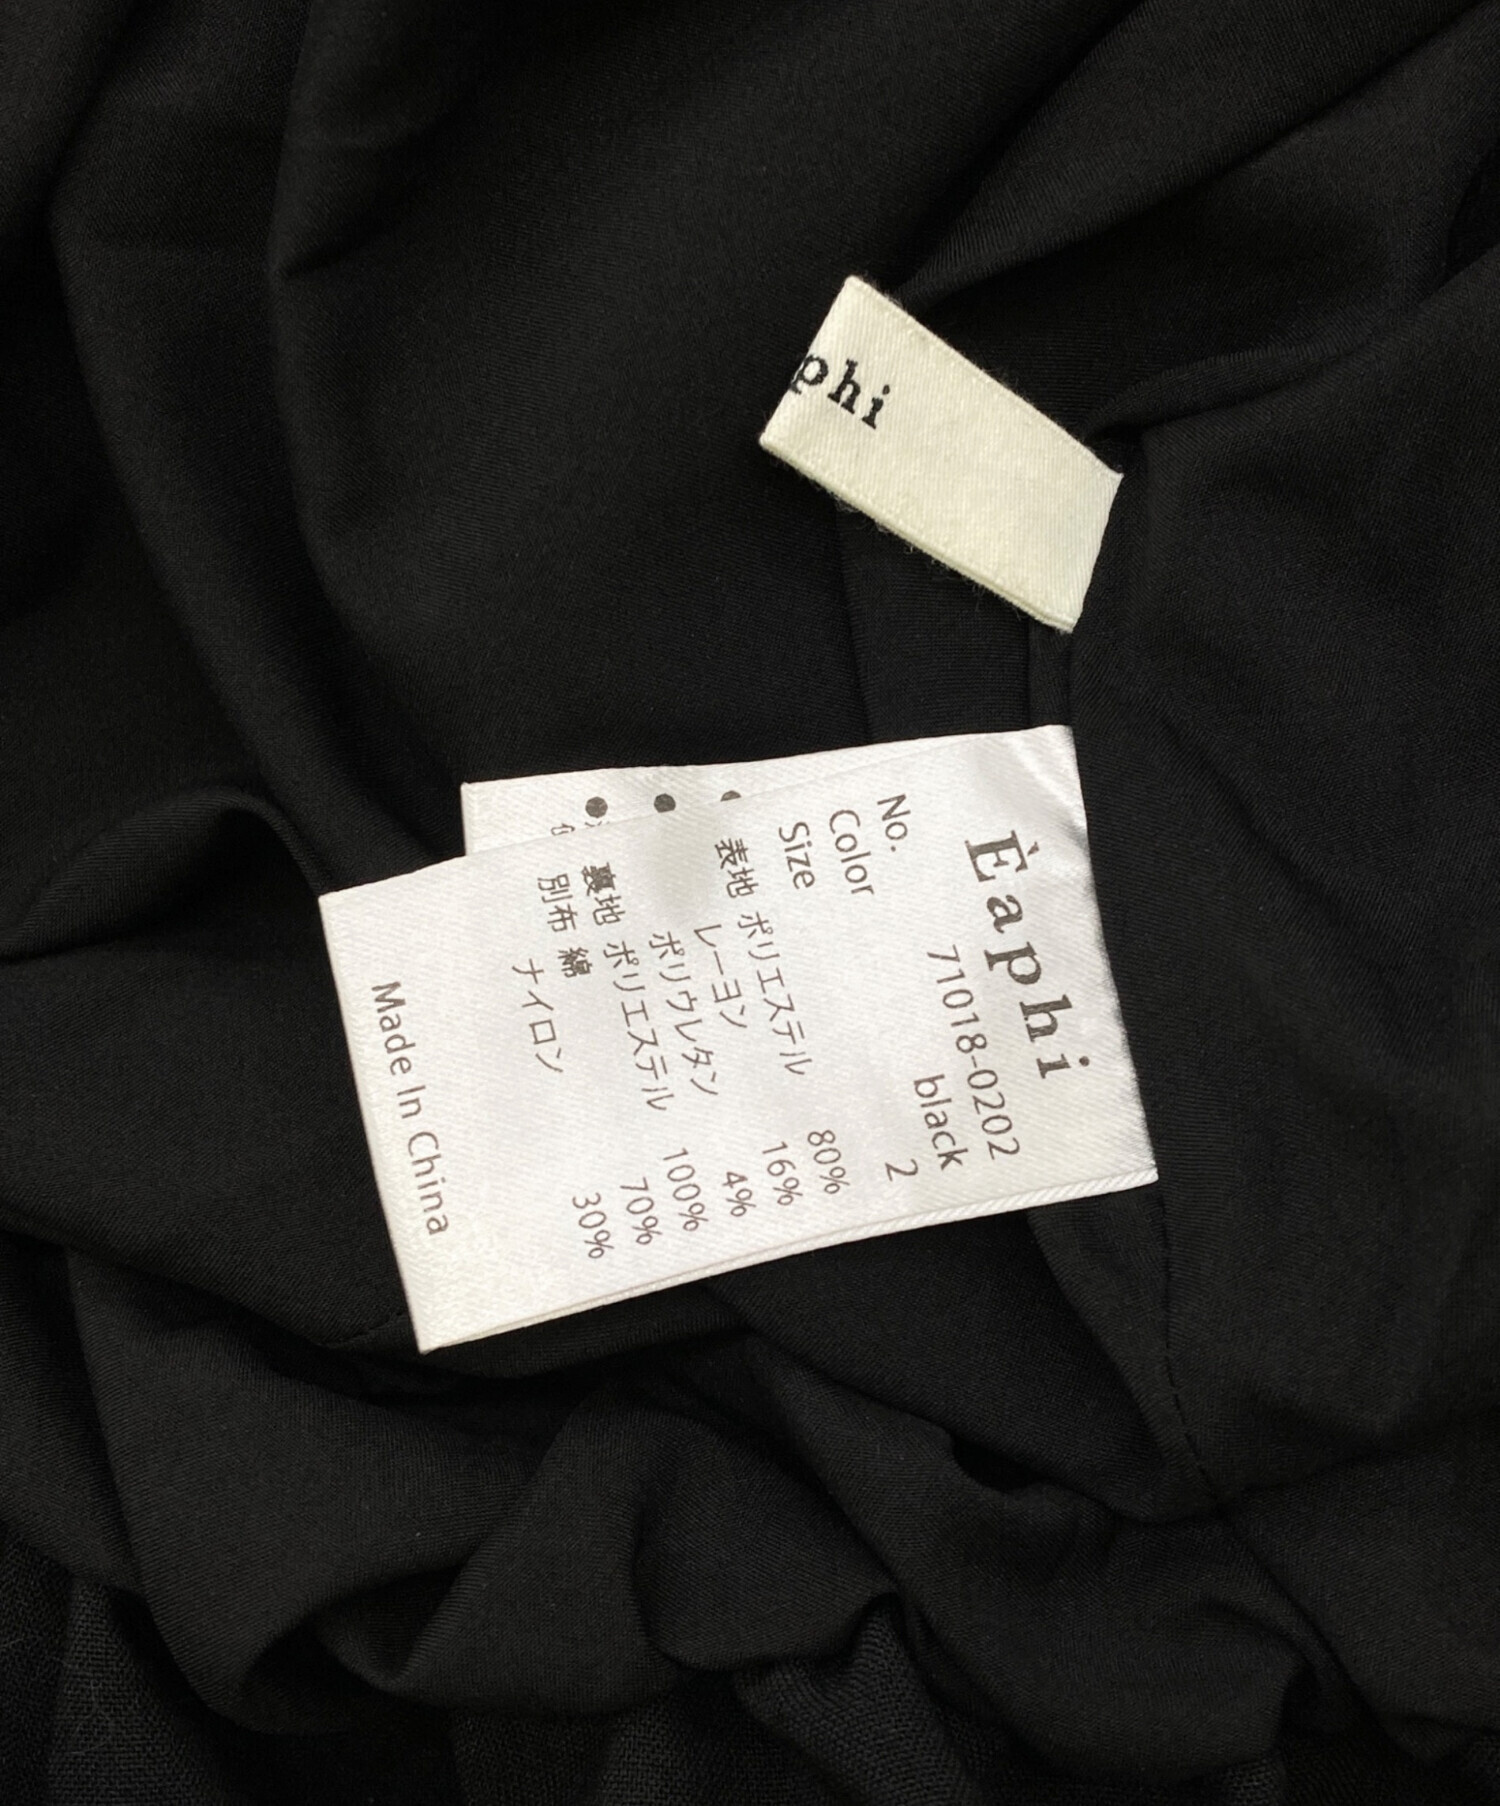 phi
Èaphi
No. 71018-0202
Color black
Size 2
表地 ポリエステル 80%
レーヨン 16%
ポリウレタン 4%
裏地 ポリエステル 100%
別布 綿 70%
ナイロン 30%
Made In China